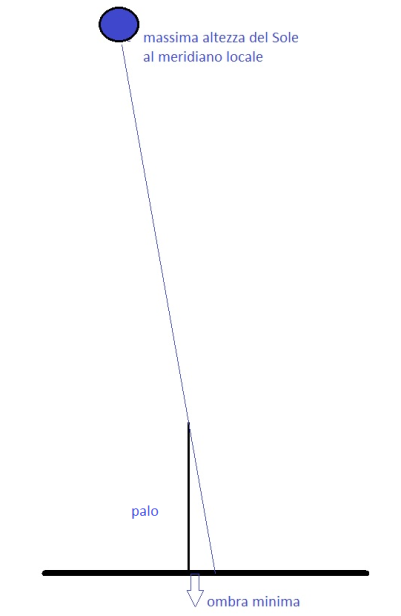 massima altezza del Sole
al meridiano locale
palo
ombra minima